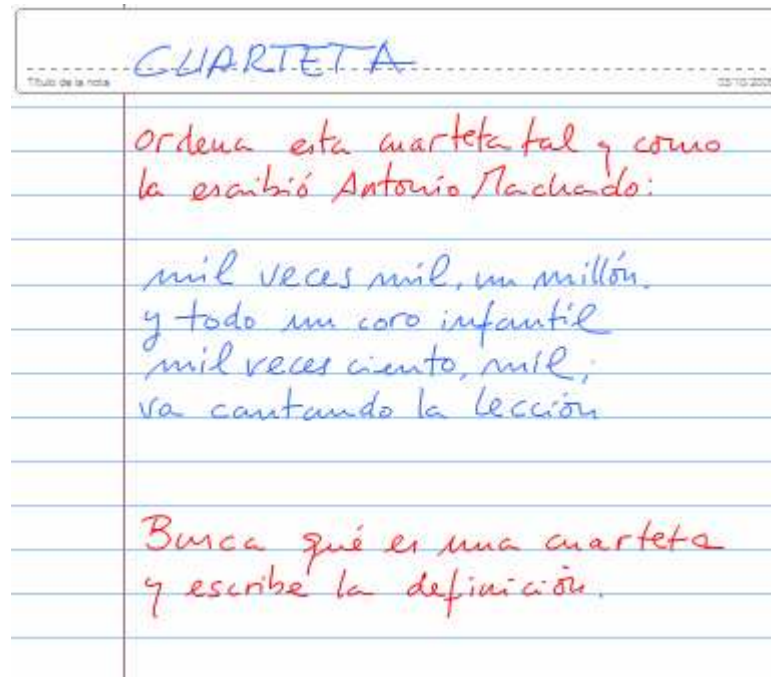 CUARTETA
Título de la nota
ordena esta cuarteta tal y como
la escribió Antonio Machado:
mil veces mil, un millón.
y todo un coro infantil
mil veces ciento, mil;
va cantando la lección
Busca qué es una cuarteta
y escribe la definición.